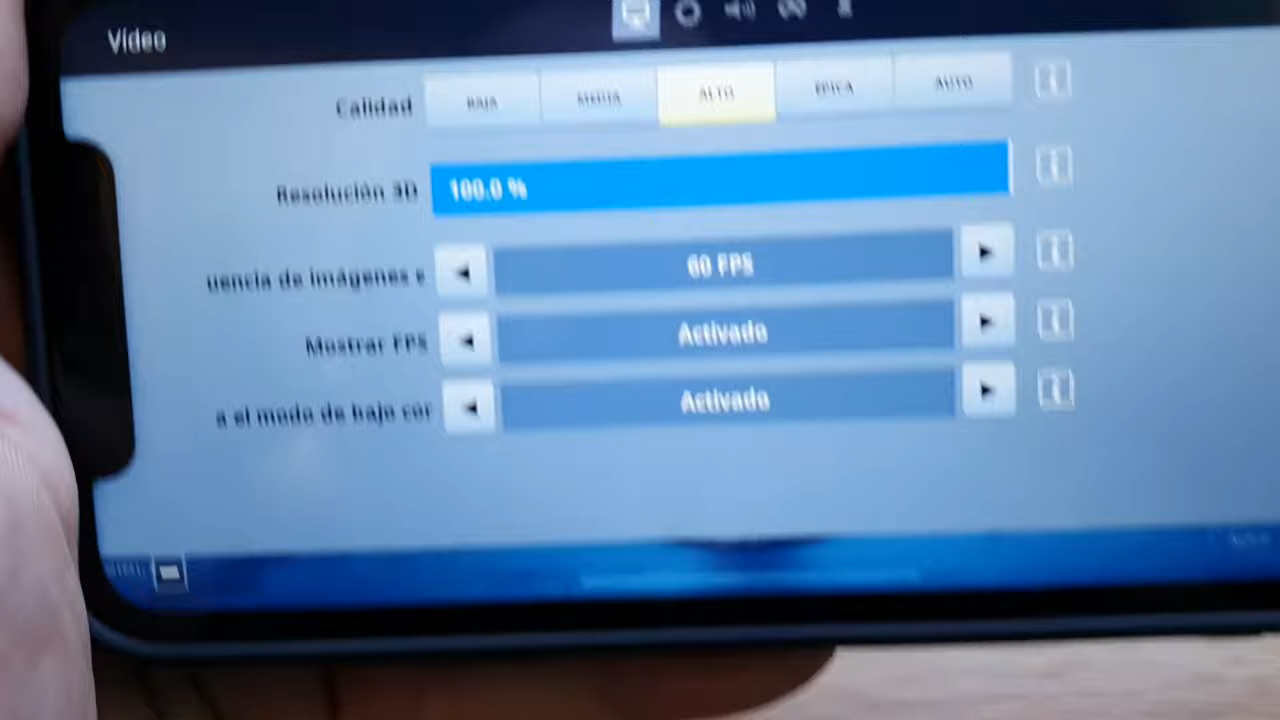 Vídeo
Calidad BAJA MEDIA ALTO ÉPICA AUTO
Resolución 3D 100.0 %
uencia de imágenes e 60 FPS
Mostrar FPS Activado
a el modo de bajo cor Activado